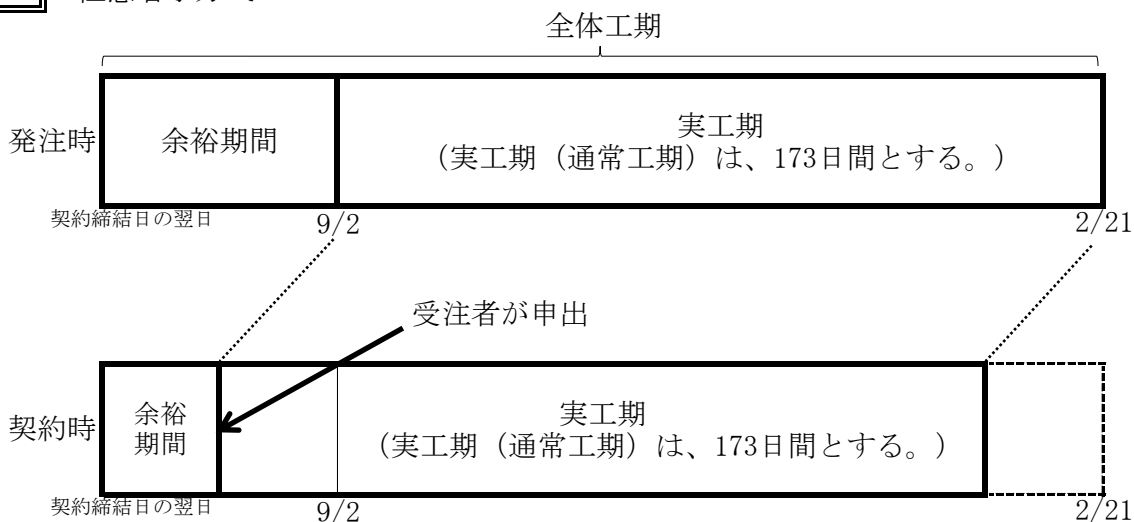 全体工期
発注時
余裕期間
実工期
（実工期（通常工期）は、173日間とする。）
契約締結日の翌日
9/2
2/21
受注者が申出
契約時
余裕
期間
実工期
（実工期（通常工期）は、173日間とする。）
契約締結日の翌日
9/2
2/21